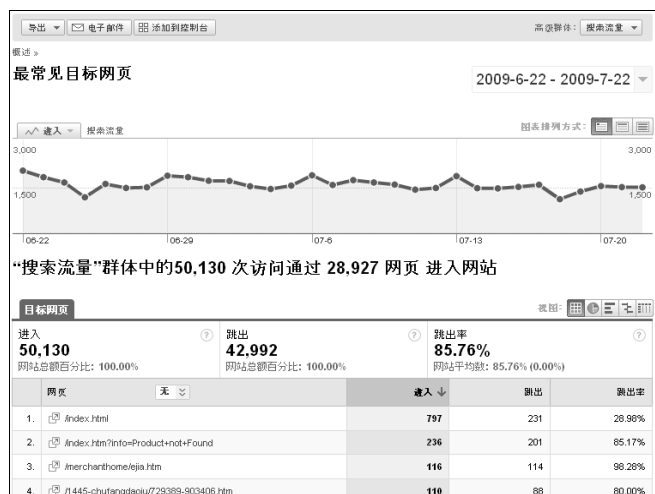 导出 电子邮件 添加到控制台 高级群体: 搜索流量
概述 »
最常见目标网页
2009-6-22 - 2009-7-22
进入 搜索流量 图表排列方式:
3,000 3,000
1,500 1,500
06-22 06-29 07-6 07-13 07-20
“搜索流量”群体中的50,130 次访问通过 28,927 网页 进入网站
目标网页 视图:
进入 跳出 跳出率
50,130 42,992 85.76%
网站总额百分比: 100.00% 网站总额百分比: 100.00% 网站平均数: 85.76% (0.00%)
网页 无 进入 跳出 跳出率
1. /index.html 797 231 28.98%
2. /index.htm?info=Product+not+Found 236 201 85.17%
3. /merchanthome/ejia.htm 116 114 98.28%
4. /1445-chufangdaoju/729389-903406.htm 110 88 80.00%